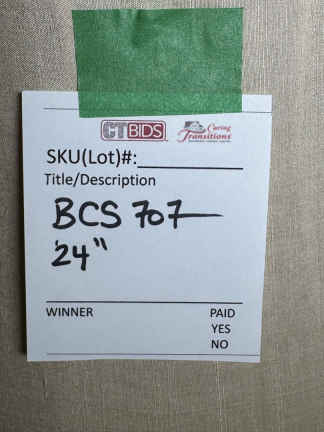 CTBIDS Caring Transitions
SKU(Lot)#:
Title/Description
BCS 707
24"
WINNER PAID
YES
NO